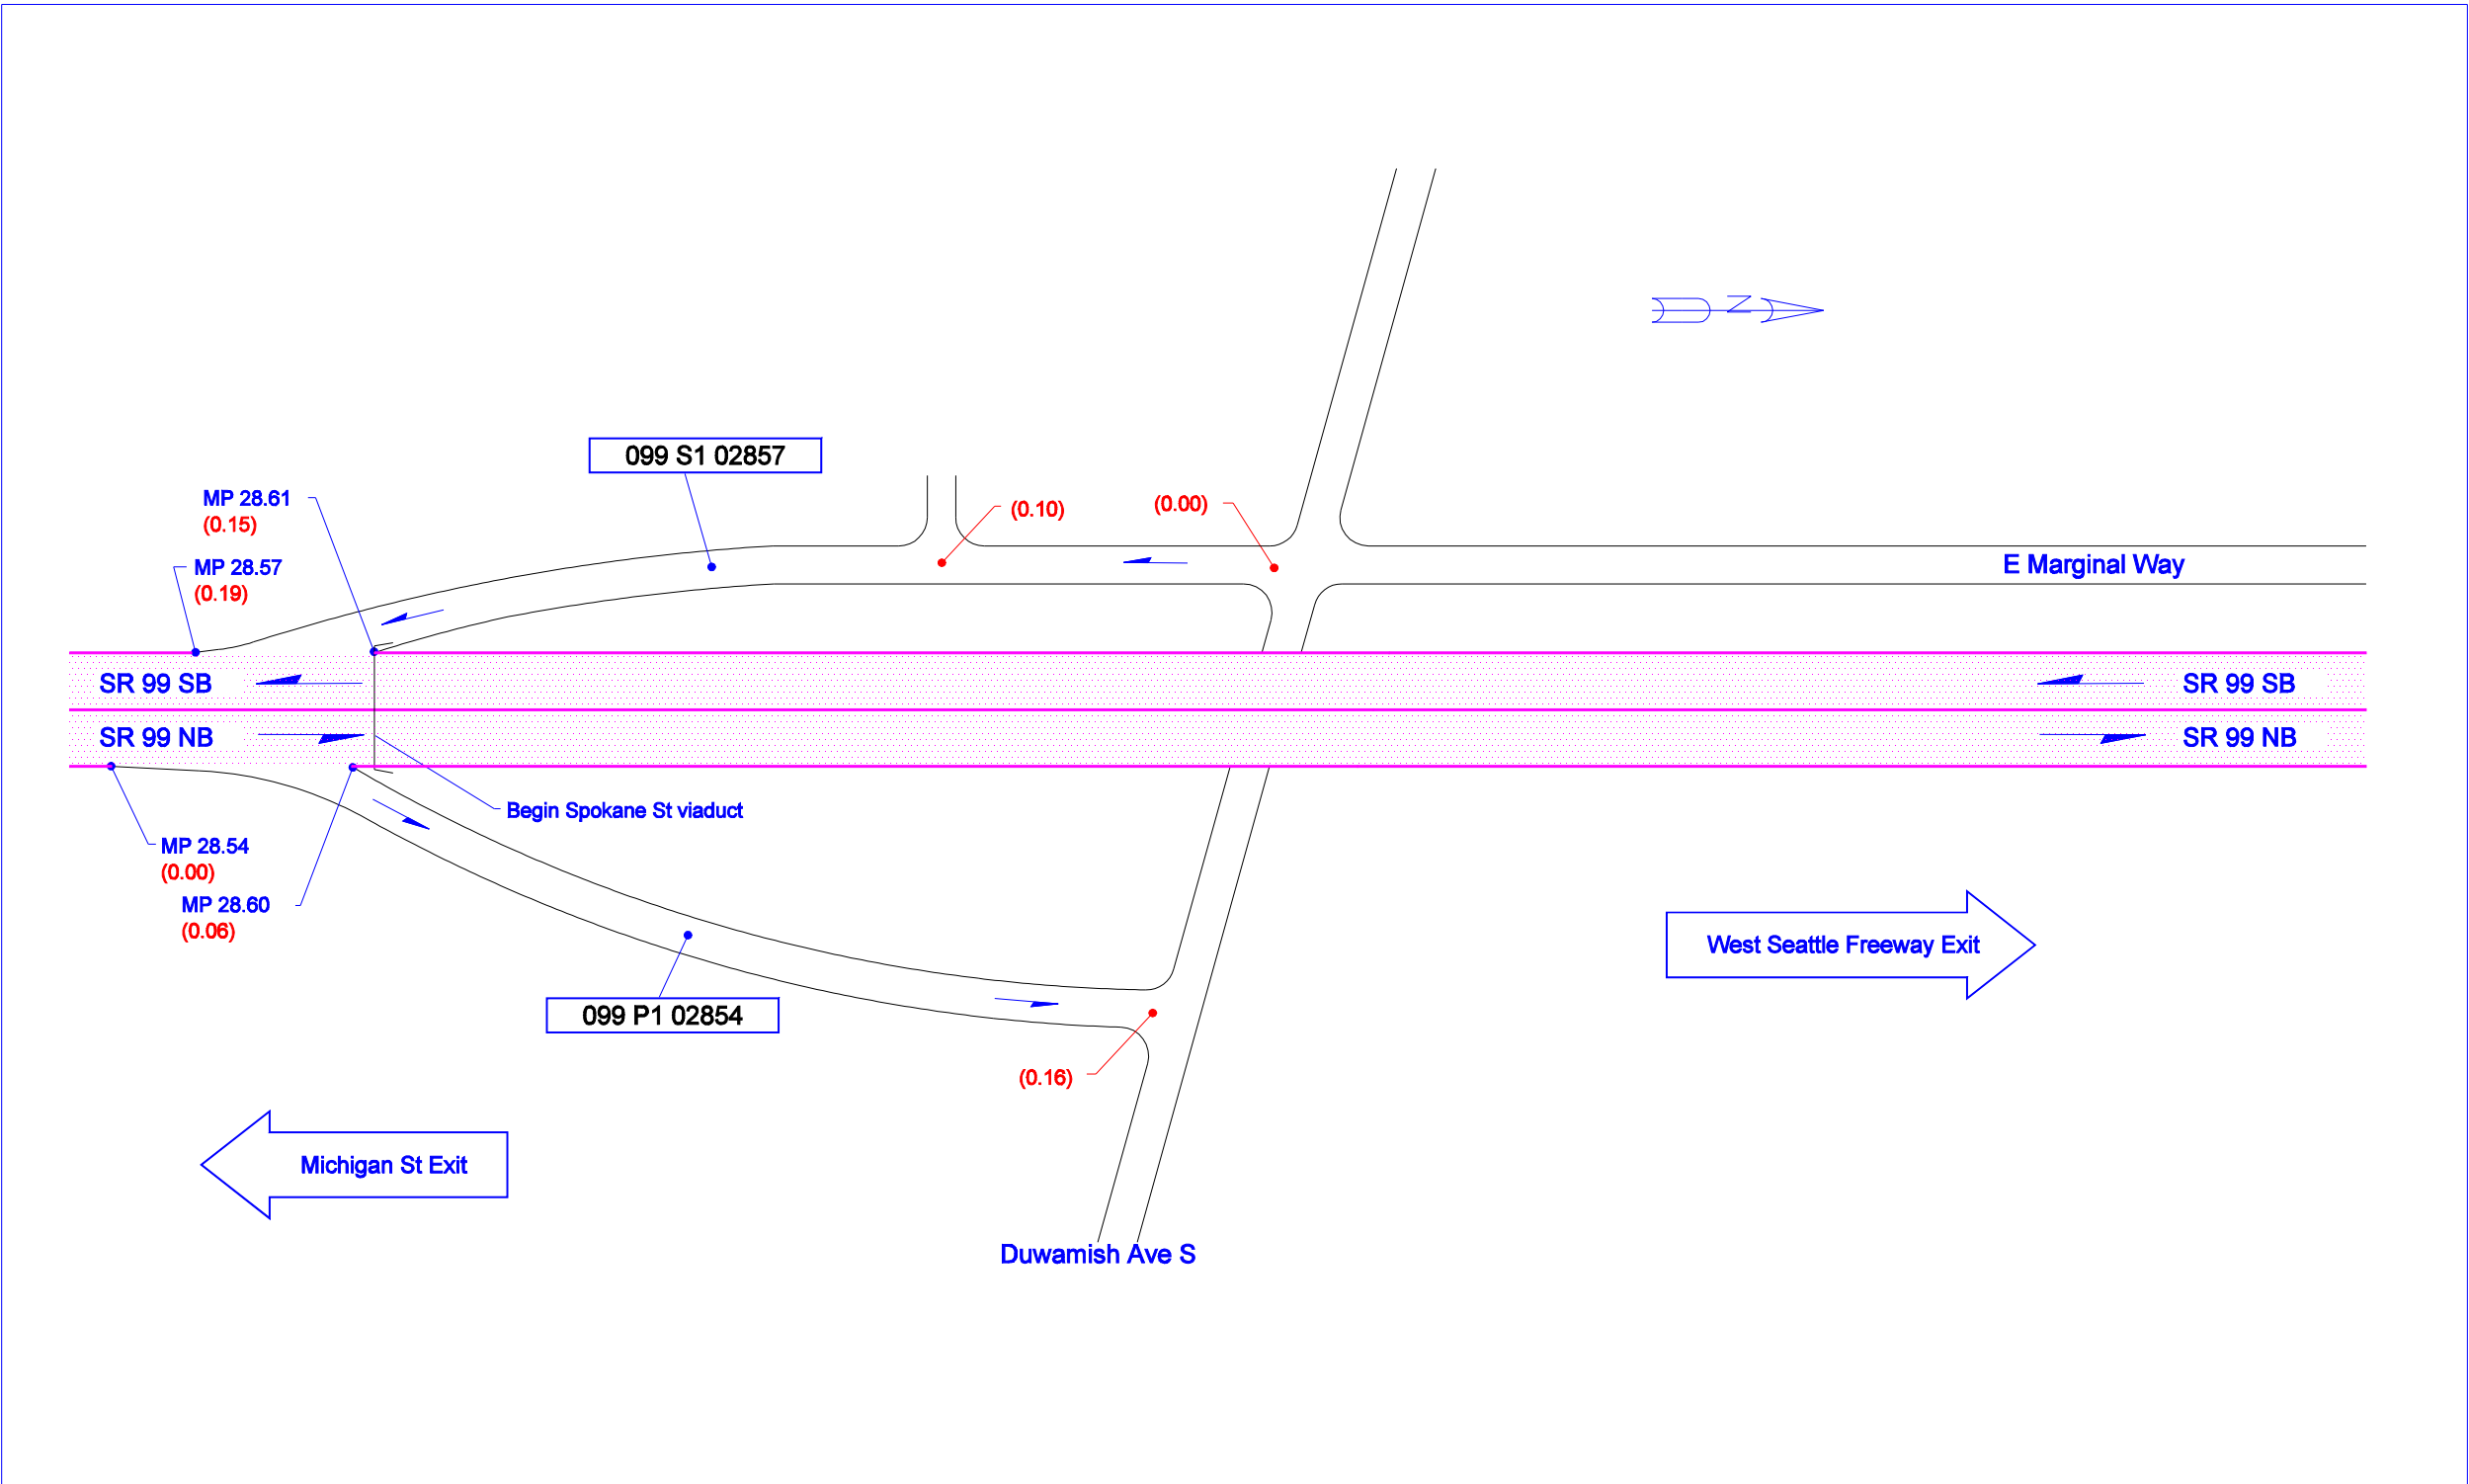 N
099 S1 02857
MP 28.61
(0.15)
(0.10)
(0.00)
MP 28.57
(0.19)
E Marginal Way
SR 99 SB
SR 99 SB
SR 99 NB
SR 99 NB
Begin Spokane St viaduct
MP 28.54
(0.00)
MP 28.60
(0.06)
West Seattle Freeway Exit
099 P1 02854
(0.16)
Michigan St Exit
Duwamish Ave S